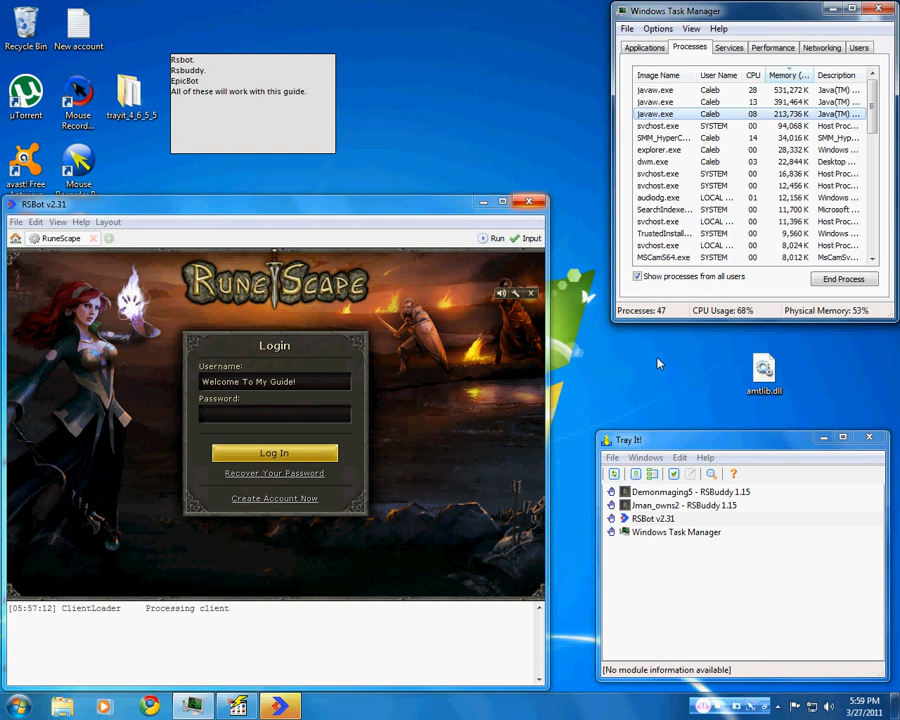 Recycle Bin
New account
µTorrent
Mouse
Record...
trayit_4_6_5_5
avast! Free
Mouse
Rsbot.
Rsbuddy.
EpicBot
All of these will work with this guide.
RSBot v2.31
File Edit View Help Layout
RuneScape
Run
Input
RUNESCAPE
Login
Username:
Welcome To My Guide!
Password:
Log In
Recover Your Password
Create Account Now
[05:57:12] ClientLoader Processing client
Windows Task Manager
File Options View Help
Applications Processes Services Performance Networking Users
Image Name User Name CPU Memory (... Description
javaw.exe Caleb 28 531,272 K Java(TM) ...
javaw.exe Caleb 13 391,464 K Java(TM) ...
javaw.exe Caleb 08 213,736 K Java(TM) ...
svchost.exe SYSTEM 00 94,068 K Host Proc...
SMM_HyperC... Caleb 14 34,016 K SMM_Hyp...
explorer.exe Caleb 00 28,332 K Windows ...
dwm.exe Caleb 03 22,844 K Desktop ...
svchost.exe SYSTEM 00 16,836 K Host Proc...
svchost.exe SYSTEM 00 12,456 K Host Proc...
audiodg.exe LOCAL ... 01 12,156 K Windows ...
SearchIndexe... SYSTEM 00 11,700 K Microsoft ...
svchost.exe LOCAL ... 00 11,396 K Host Proc...
TrustedInstall... SYSTEM 00 9,560 K Windows ...
svchost.exe LOCAL ... 00 8,024 K Host Proc...
MSCamS64.exe SYSTEM 00 8,012 K MsCamSv...
Show processes from all users
End Process
Processes: 47 CPU Usage: 68% Physical Memory: 53%
amtlib.dll
Tray It!
File Windows Edit Help
Demonmaging5 - RSBuddy 1.15
Jman_owns2 - RSBuddy 1.15
RSBot v2.31
Windows Task Manager
[No module information available]
5:59 PM
3/27/2011